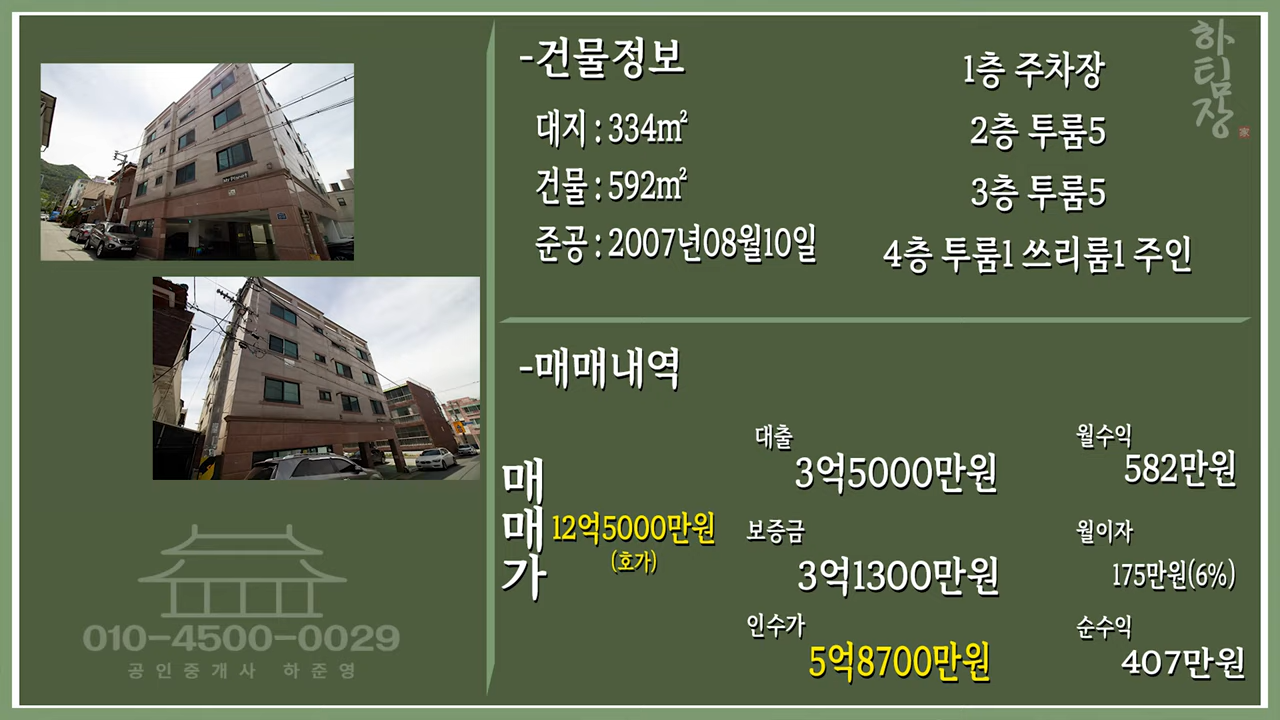 -건물정보
대지 : 334㎡
건물 : 592㎡
준공 : 2007년08월10일
1층 주차장
2층 투룸5
3층 투룸5
4층 투룸1 쓰리룸1 주인
하팀장
家
-매매내역
매매가
12억5000만원
(호가)
대출
3억5000만원
보증금
3억1300만원
인수가
5억8700만원
월수익
582만원
월이자
175만원(6%)
순수익
407만원
010-4500-0029
공인중개사 하준영